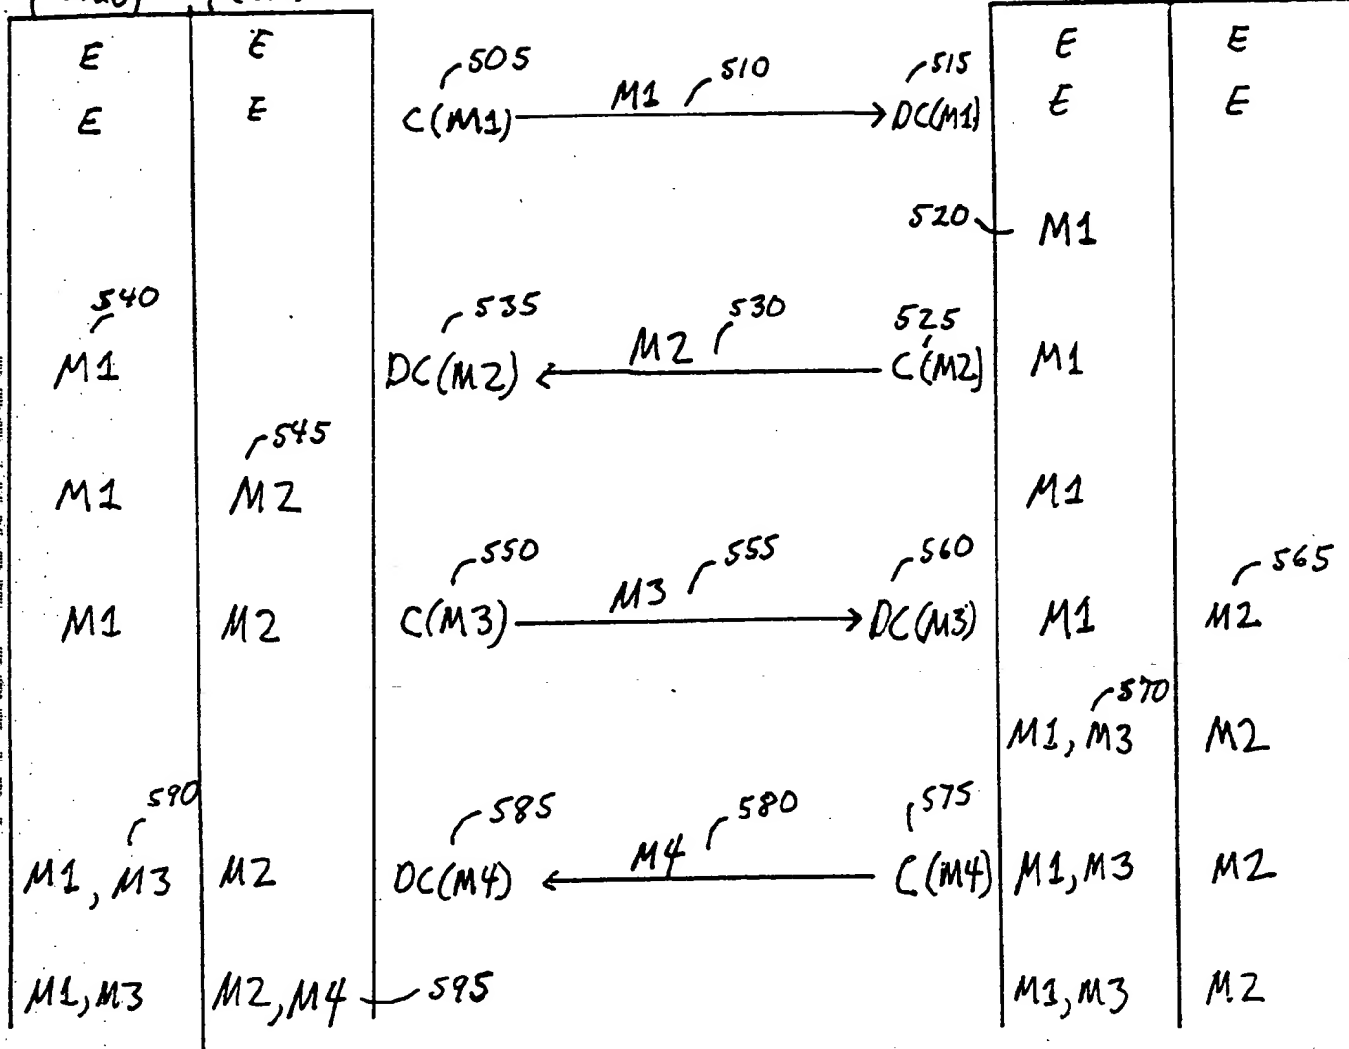 E E E E
505 510 515
E E C(M1) M1 DC(M1) E E
520 M1
540 535 530 525
M1 DC(M2) M2 C(M2) M1
545
M1 M2 M1
550 555 560 565
M1 M2 C(M3) M3 DC(M3) M1 M2
570
M1, M3 M2
590 585 580 575
M1, M3 M2 DC(M4) M4 C(M4) M1, M3 M2
M1, M3 M2, M4 595 M1, M3 M2